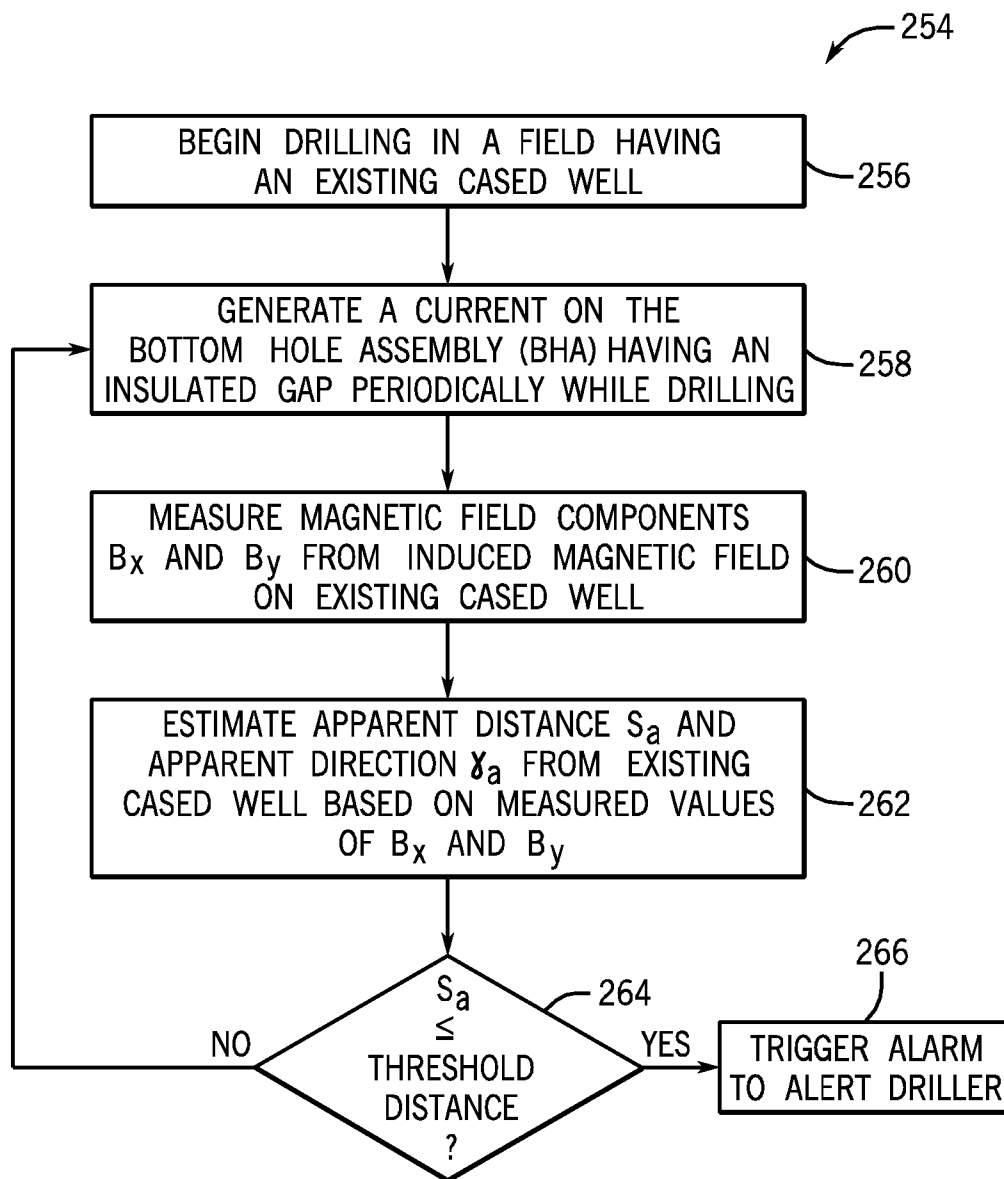 254
BEGIN DRILLING IN A FIELD HAVING
AN EXISTING CASED WELL
256
GENERATE A CURRENT ON THE
BOTTOM HOLE ASSEMBLY (BHA) HAVING AN
INSULATED GAP PERIODICALLY WHILE DRILLING
258
MEASURE MAGNETIC FIELD COMPONENTS
Bx AND By FROM INDUCED MAGNETIC FIELD
ON EXISTING CASED WELL
260
ESTIMATE APPARENT DISTANCE Sa AND
APPARENT DIRECTION γa FROM EXISTING
CASED WELL BASED ON MEASURED VALUES
OF Bx AND By
262
Sa
≤
THRESHOLD
DISTANCE
?
264
NO
YES
266
TRIGGER ALARM
TO ALERT DRILLER